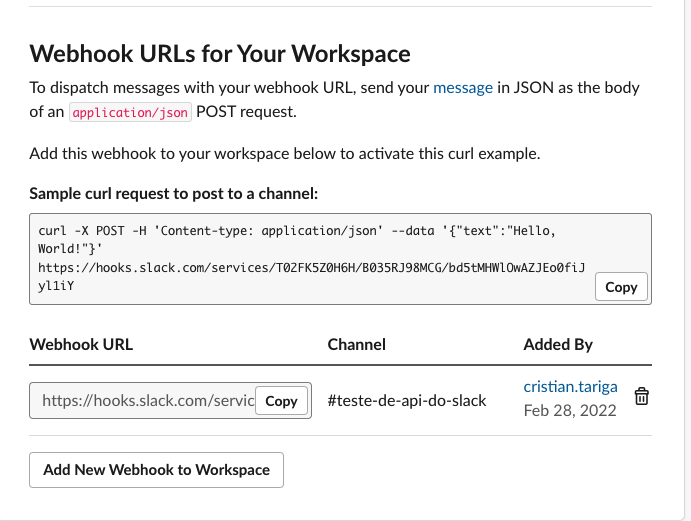 Webhook URLs for Your Workspace
To dispatch messages with your webhook URL, send your message in JSON as the body
of an application/json POST request.
Add this webhook to your workspace below to activate this curl example.
Sample curl request to post to a channel:
curl -X POST -H 'Content-type: application/json' --data '{"text":"Hello,
World!"}'
https://hooks.slack.com/services/T02FK5Z0H6H/B035RJ98MCG/bd5tMHWlOwAZJEo0fiJ
yl1iY
Copy
Webhook URL Channel Added By
https://hooks.slack.com/servic Copy #teste-de-api-do-slack cristian.tariga
Feb 28, 2022
Add New Webhook to Workspace